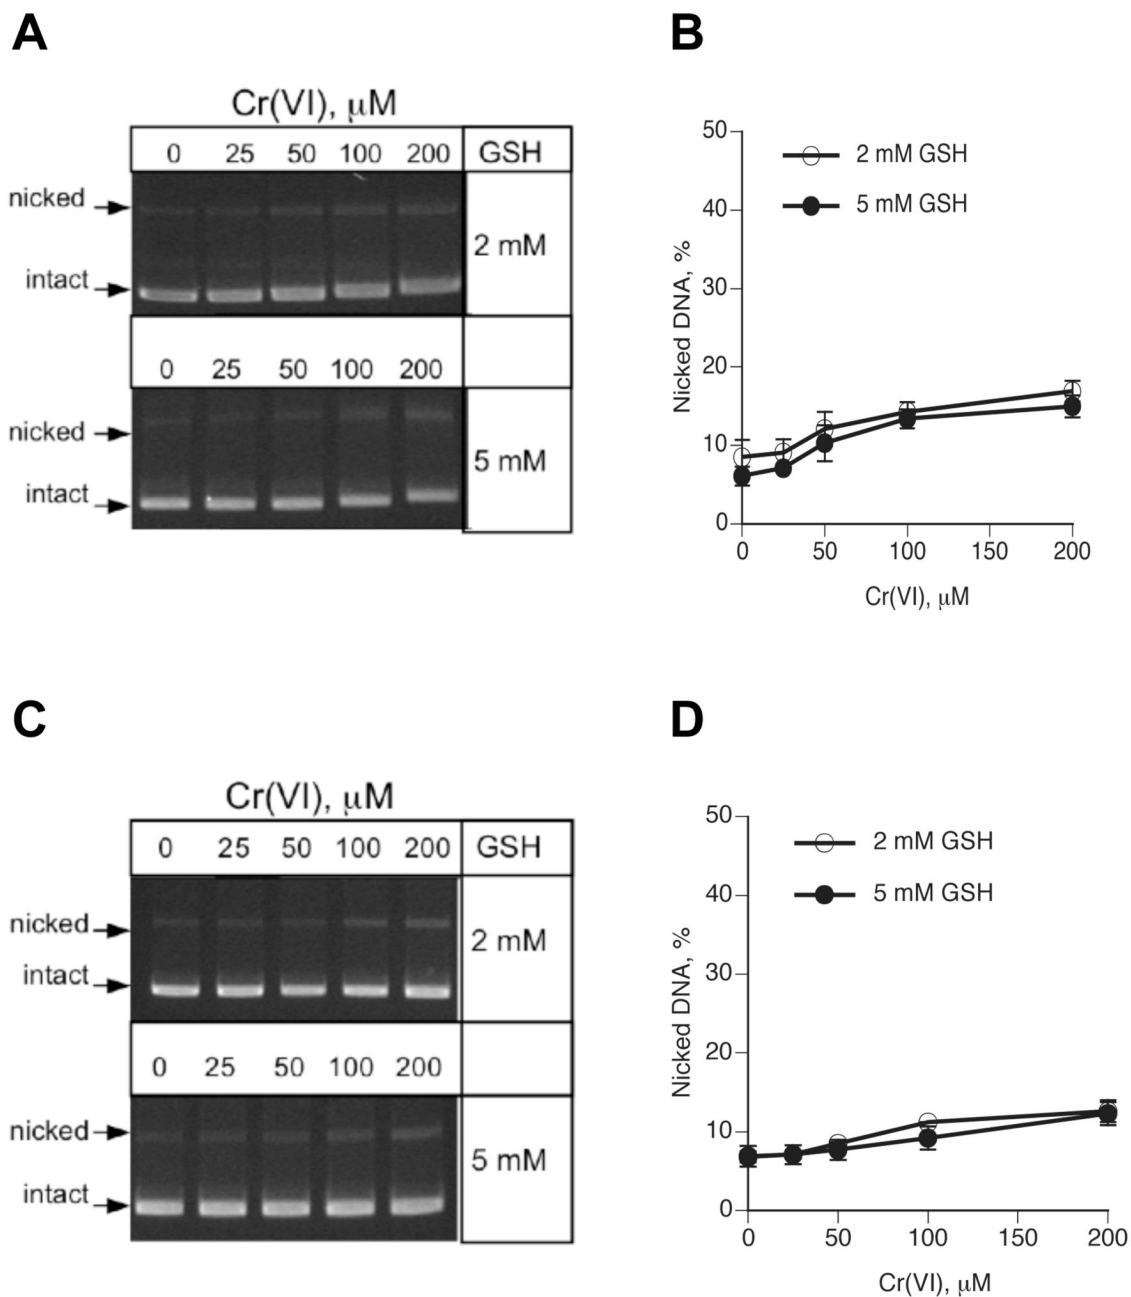 A
Cr(VI), μM
0 25 50 100 200 GSH
nicked
intact
2 mM
0 25 50 100 200
nicked
intact
5 mM
B
50
40
30
20
10
0
Nicked DNA, %
2 mM GSH
5 mM GSH
0 50 100 150 200
Cr(VI), μM
C
Cr(VI), μM
0 25 50 100 200 GSH
nicked
intact
2 mM
0 25 50 100 200
nicked
intact
5 mM
D
50
40
30
20
10
0
Nicked DNA, %
2 mM GSH
5 mM GSH
0 50 100 150 200
Cr(VI), μM